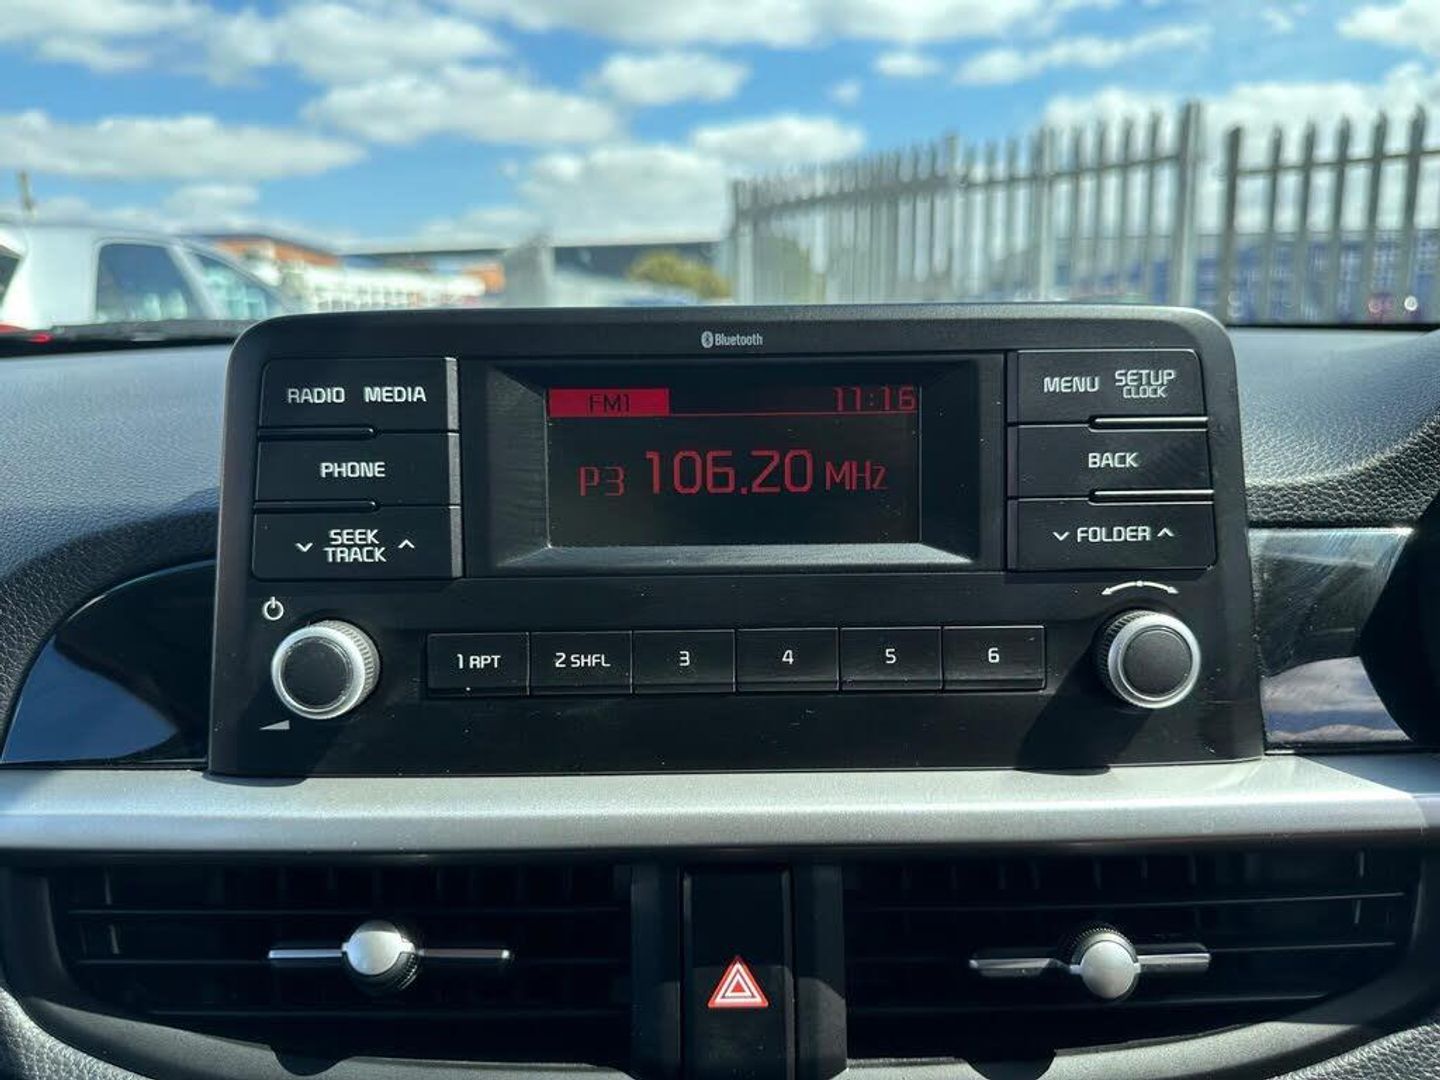 Bluetooth
RADIO MEDIA
PHONE
SEEK
TRACK
FM1 11:16
P3 106.20 MHz
MENU SETUP
CLOCK
BACK
FOLDER
1 RPT 2 SHFL 3 4 5 6